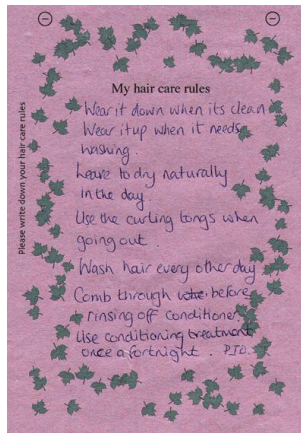 My hair care rules
Wear it down when its clean
Wear it up when it needs
washing.
Leave to dry naturally
in the day
Use the curling tongs when
going out.
Wash hair every other day
Comb through before
rinsing off conditioner
Use conditioning treatment
once a fortnight. P.T.O.
Please write down your hair care rules